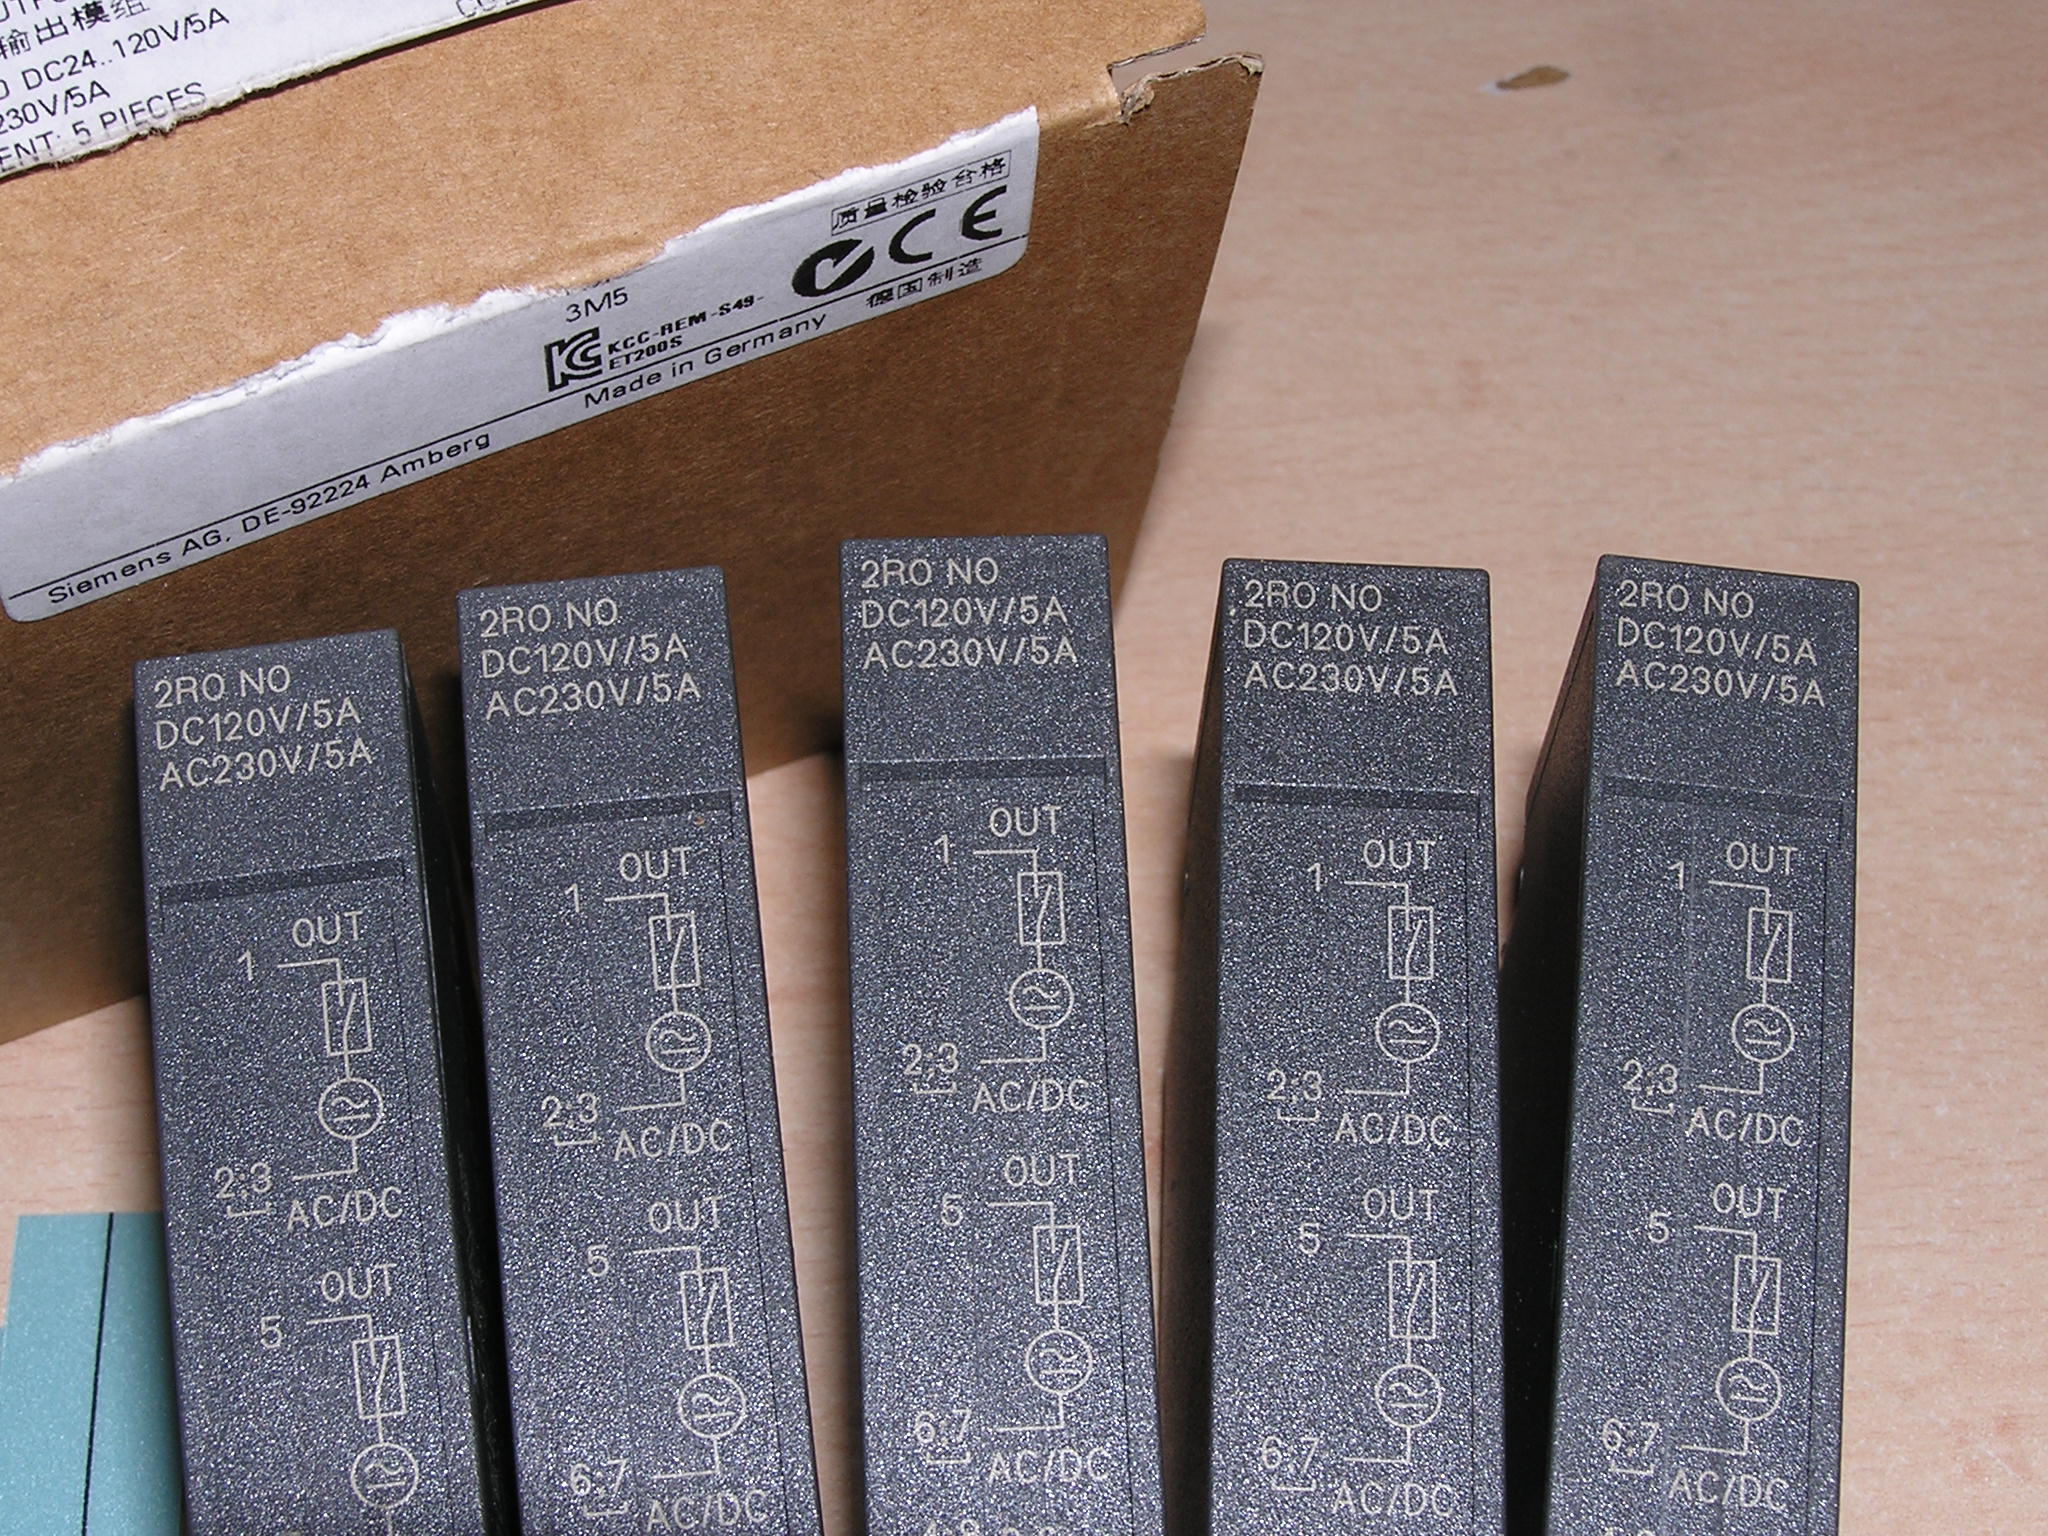 输出模组
DC24..120V/5A
230V/5A
ENT: 5 PIECES
质量检验合格
CE
3M5
KCC-REM-S49-
ET200S
Made in Germany
德国制造
Siemens AG, DE-92224 Amberg
2RO NO
DC120V/5A
AC230V/5A
OUT
1
2;3
AC/DC
OUT
5
2RO NO
DC120V/5A
AC230V/5A
OUT
1
2;3
AC/DC
OUT
5
6;7
AC/DC
2RO NO
DC120V/5A
AC230V/5A
OUT
1
2;3
AC/DC
OUT
5
6;7
AC/DC
2RO NO
DC120V/5A
AC230V/5A
OUT
1
2;3
AC/DC
OUT
5
6;7
AC/DC
2RO NO
DC120V/5A
AC230V/5A
OUT
1
2;3
AC/DC
OUT
5
6;7
AC/DC